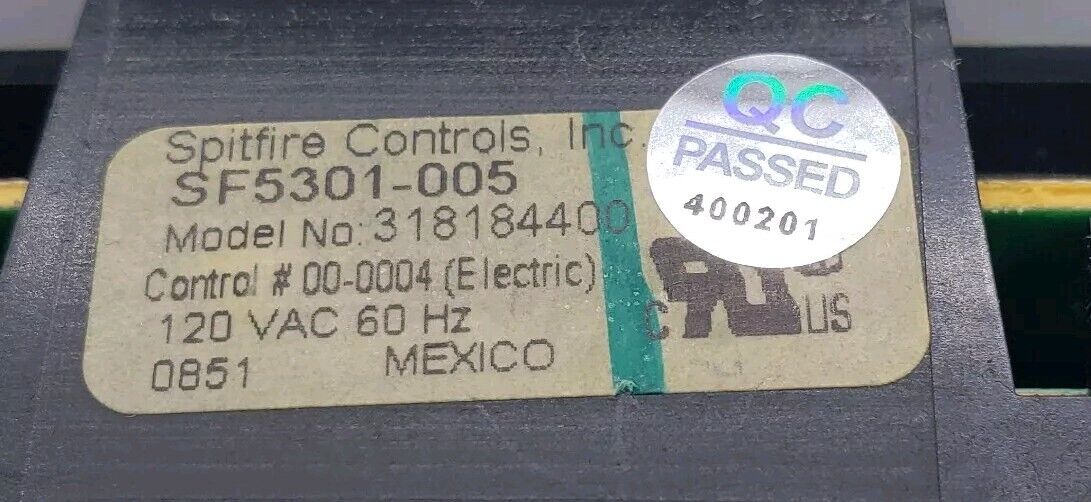 Spitfire Controls, Inc.
SF5301-005
Model No: 318184400
Control # 00-0004 (Electric)
120 VAC 60 Hz
0851 MEXICO
QC
PASSED
400201
C US